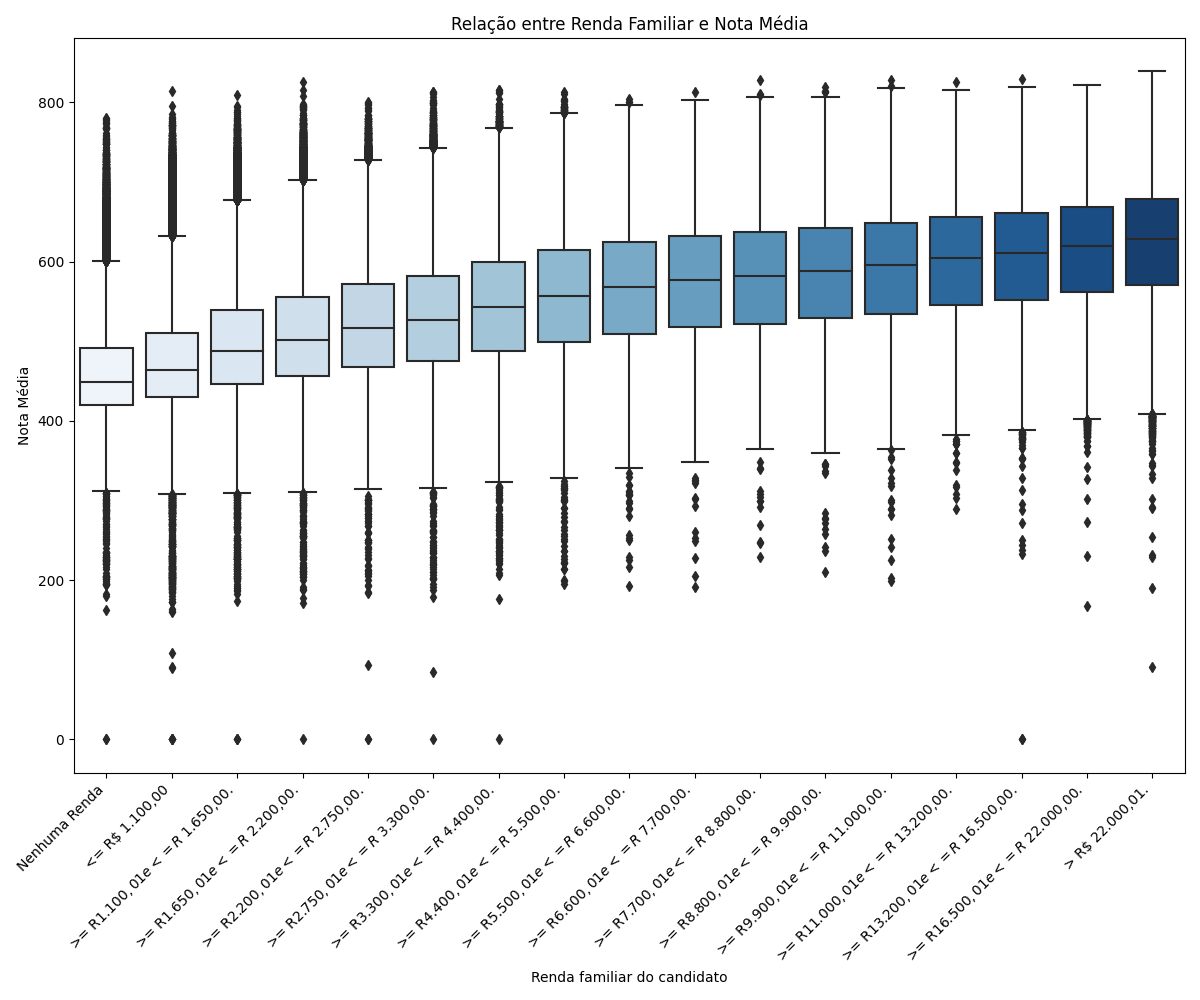 Relação entre Renda Familiar e Nota Média
Nota Média
800
600
400
200
0
Nenhuma Renda
<= R$ 1.100,00
>= R1.100,01e <= R 1.650,00.
>= R1.650,01e <= R 2.200,00.
>= R2.200,01e <= R 2.750,00.
>= R2.750,01e <= R 3.300,00.
>= R3.300,01e <= R 4.400,00.
>= R4.400,01e <= R 5.500,00.
>= R5.500,01e <= R 6.600,00.
>= R6.600,01e <= R 7.700,00.
>= R7.700,01e <= R 8.800,00.
>= R8.800,01e <= R 9.900,00.
>= R9.900,01e <= R 11.000,00.
>= R11.000,01e <= R 13.200,00.
>= R13.200,01e <= R 16.500,00.
>= R16.500,01e <= R 22.000,00.
> R$ 22.000,01.
Renda familiar do candidato